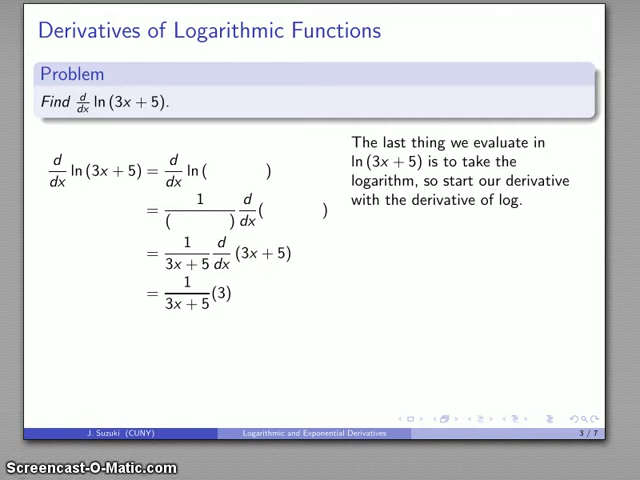 Derivatives of Logarithmic Functions
Problem
Find d/dx ln (3x + 5).
d/dx ln (3x + 5) = d/dx ln (        )
= 1/(        ) d/dx (        )
= 1/(3x + 5) d/dx (3x + 5)
= 1/(3x + 5) (3)
The last thing we evaluate in
ln (3x + 5) is to take the
logarithm, so start our derivative
with the derivative of log.
J. Suzuki (CUNY)
Logarithmic and Exponential Derivatives
3 / 7
Screencast-O-Matic.com